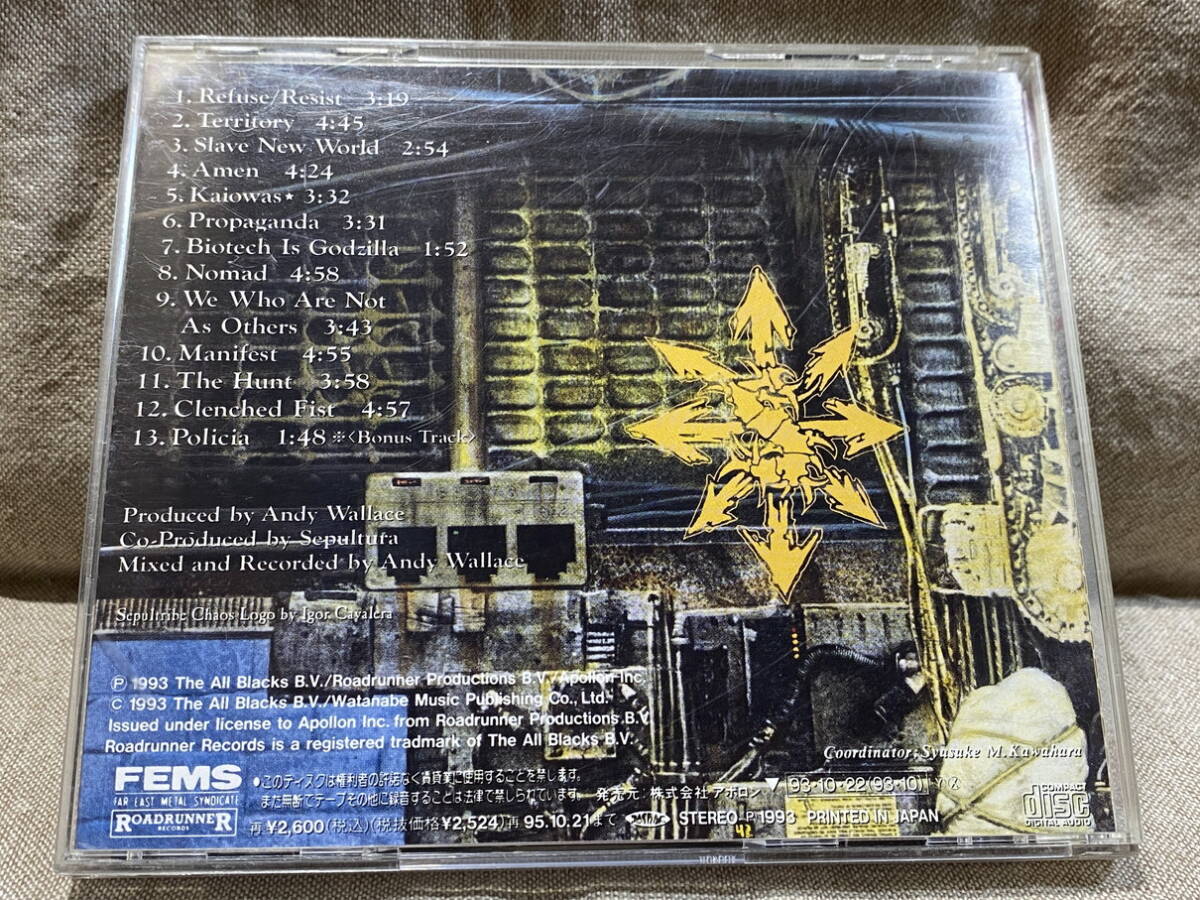 1. Refuse/Resist 3:19
2. Territory 4:45
3. Slave New World 2:54
4. Amen 4:24
5. Kaiowas★ 3:32
6. Propaganda 3:31
7. Biotech Is Godzilla 1:52
8. Nomad 4:58
9. We Who Are Not
As Others 3:43
10. Manifest 4:55
11. The Hunt 3:58
12. Clenched Fist 4:57
13. Policia 1:48 ※<Bonus Track>
Produced by Andy Wallace
Co-Produced by Sepultura
Mixed and Recorded by Andy Wallace
Sepultribe Chaos Logo by Igor Cavalera
Ⓟ 1993 The All Blacks B.V./Roadrunner Productions B.V./Apollon Inc.
© 1993 The All Blacks B.V./Watanabe Music Publishing Co., Ltd.
Issued under license to Apollon Inc. from Roadrunner Productions B.V.
Roadrunner Records is a registered tradmark of The All Blacks B.V.
Coordinator: Syusuke M. Kawahara
FEMS
FAR EAST METAL SYNDICATE
ROADRUNNER
RECORDS
●このディスクは権利者の許諾なく賃貸業に使用することを禁じます。
また無断でテープその他に録音することは法律で禁じられています。 発売元:株式会社 アポロン ▼ 93·10·22(93·10) Y
再 ¥2,600(税込)(税抜価格¥2,524)再 95.10.21まで STEREO Ⓟ1993 PRINTED IN JAPAN
42
COMPACT
disc
DIGITAL AUDIO